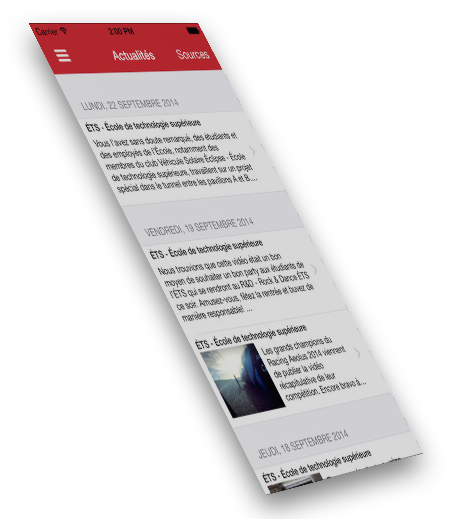 Carrier 2:00 PM
Actualités Sources
LUNDI, 22 SEPTEMBRE 2014
ÉTS - École de technologie supérieure
Vous l'avez sans doute remarqué, des étudiants et
des employés de l'École, notamment des
membres du club Véhicule Solaire Éclipse - École
de technologie supérieure, travaillent sur un projet
spécial dans le tunnel entre les pavillons A et B....
VENDREDI, 19 SEPTEMBRE 2014
ÉTS - École de technologie supérieure
Nous trouvions que cette vidéo était un bon
moyen de souhaiter un bon party aux étudiants de
l'ÉTS qui se rendront au R&D - Rock & Dance ÉTS
ce soir. Amusez-vous, fêtez la rentrée et buvez de
manière responsable! ...
ÉTS - École de technologie supérieure
Les grands champions du
Racing Aeolus 2014 viennent
de publier la vidéo
récapitulative de leur
compétition. Encore bravo à...
JEUDI, 18 SEPTEMBRE 2014
ÉTS - École de technologie supérieure